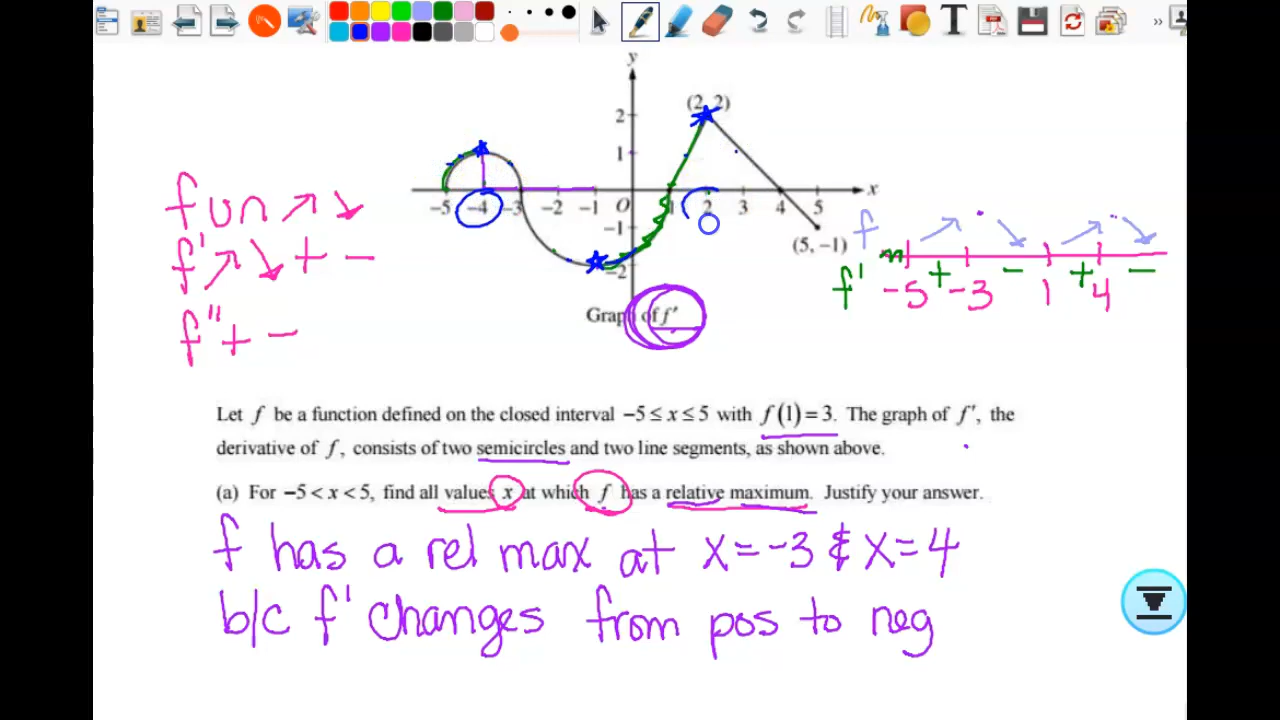 y
(2, 2)
2
1
-5 -4 -3 -2 -1 O 1 2 3 4 5 x
-1
-2
(5, -1)
Graph of f'
f un ↗ ↘
f' ↗ ↘ + -
f'' + -
f ↗ ↘ ↗ ↘
f' + - + -
-5 -3 1 4
Let f be a function defined on the closed interval -5 ≤ x ≤ 5 with f(1) = 3. The graph of f', the
derivative of f, consists of two semicircles and two line segments, as shown above.
(a) For -5 < x < 5, find all values x at which f has a relative maximum. Justify your answer.
f has a rel max at x=-3 & x=4
b/c f' changes from pos to neg